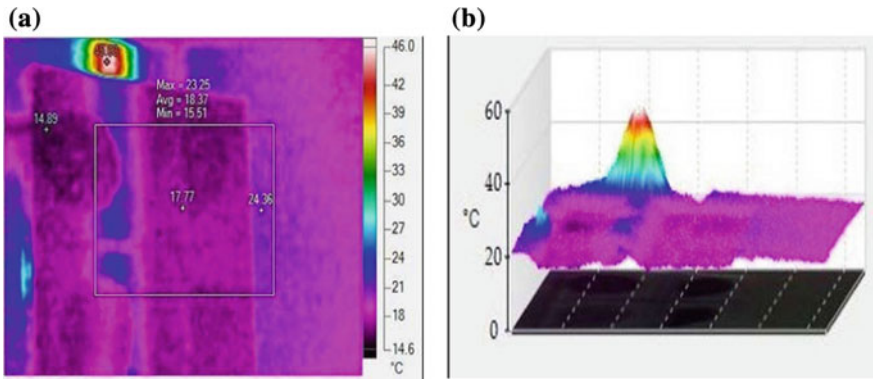 (a)
Max = 23.25
Avg = 18.37
Min = 15.51
14.89
17.77
24.36
46.0
42
39
36
33
30
27
24
21
18
14.6
°C
(b)
60
40
°C
20
0